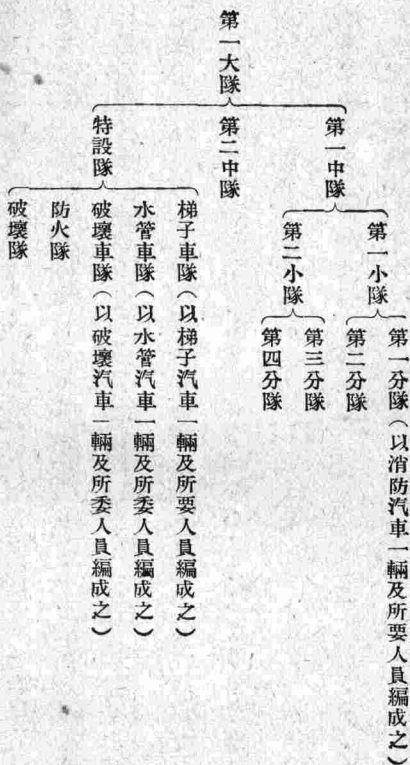 第一大隊
第一中隊
第一小隊
第一分隊（以消防汽車一輛及所要人員編成之）
第二分隊
第二小隊
第三分隊
第四分隊
第二中隊
特設隊
梯子車隊（以梯子汽車一輛及所要人員編成之）
水管車隊（以水管汽車一輛及所委人員編成之）
破壞車隊（以破壞汽車一輛及所委人員編成之）
防火隊
破壞隊